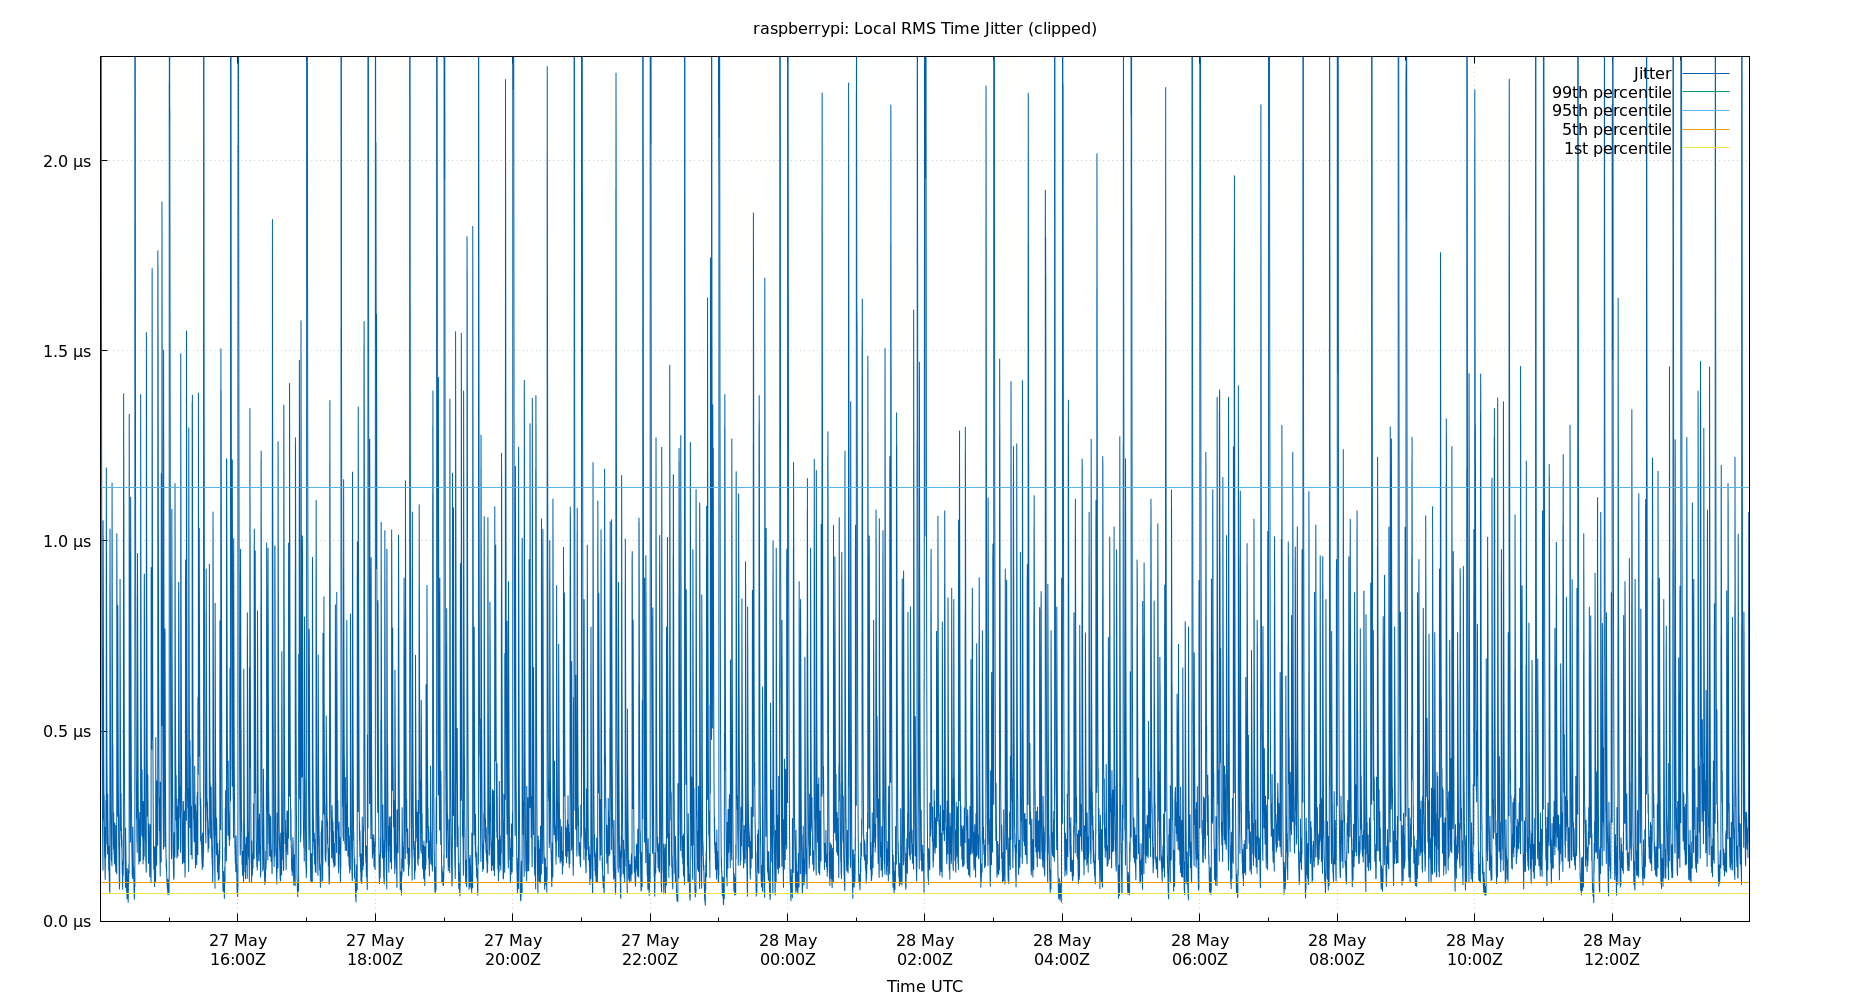 raspberrypi: Local RMS Time Jitter (clipped)
Jitter
99th percentile
95th percentile
5th percentile
1st percentile
2.0 μs
1.5 μs
1.0 μs
0.5 μs
0.0 μs
27 May 27 May 27 May 27 May 28 May 28 May 28 May 28 May 28 May 28 May 28 May
16:00Z 18:00Z 20:00Z 22:00Z 00:00Z 02:00Z 04:00Z 06:00Z 08:00Z 10:00Z 12:00Z
Time UTC